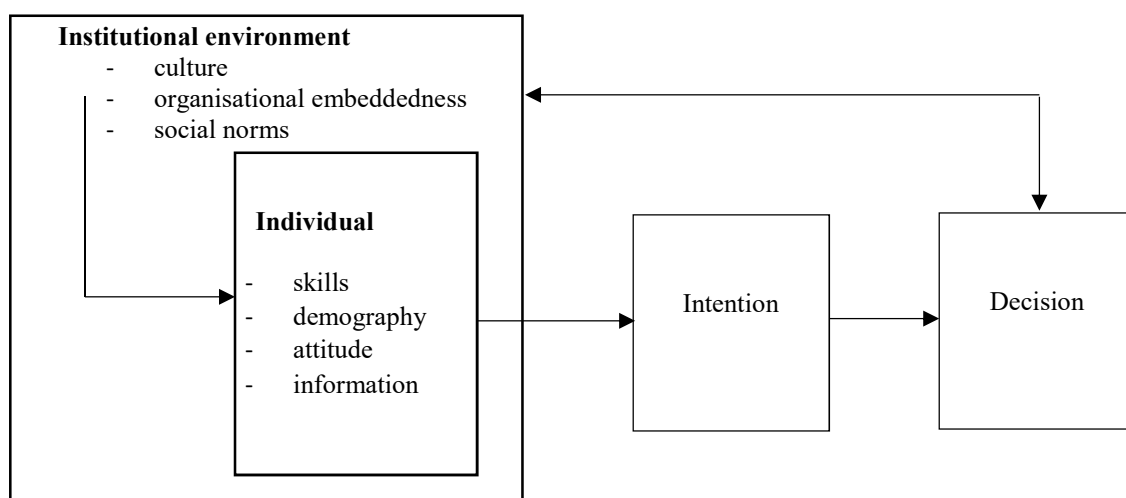 Institutional environment
- culture
- organisational embeddedness
- social norms
Individual
- skills
- demography
- attitude
- information
Intention
Decision